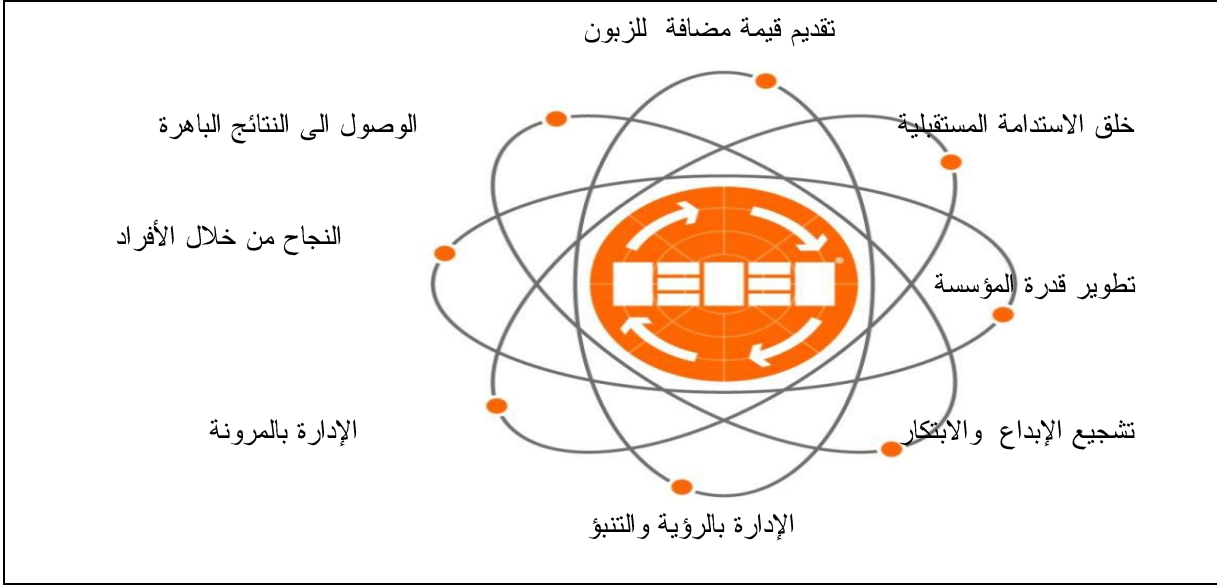 تقديم قيمة مضافة للزبون
خلق الاستدامة المستقبلية
الوصول الى النتائج الباهرة
النجاح من خلال الأفراد
تطوير قدرة المؤسسة
تشجيع الإبداع والابتكار
الإدارة بالمرونة
الإدارة بالرؤية والتنبؤ
®